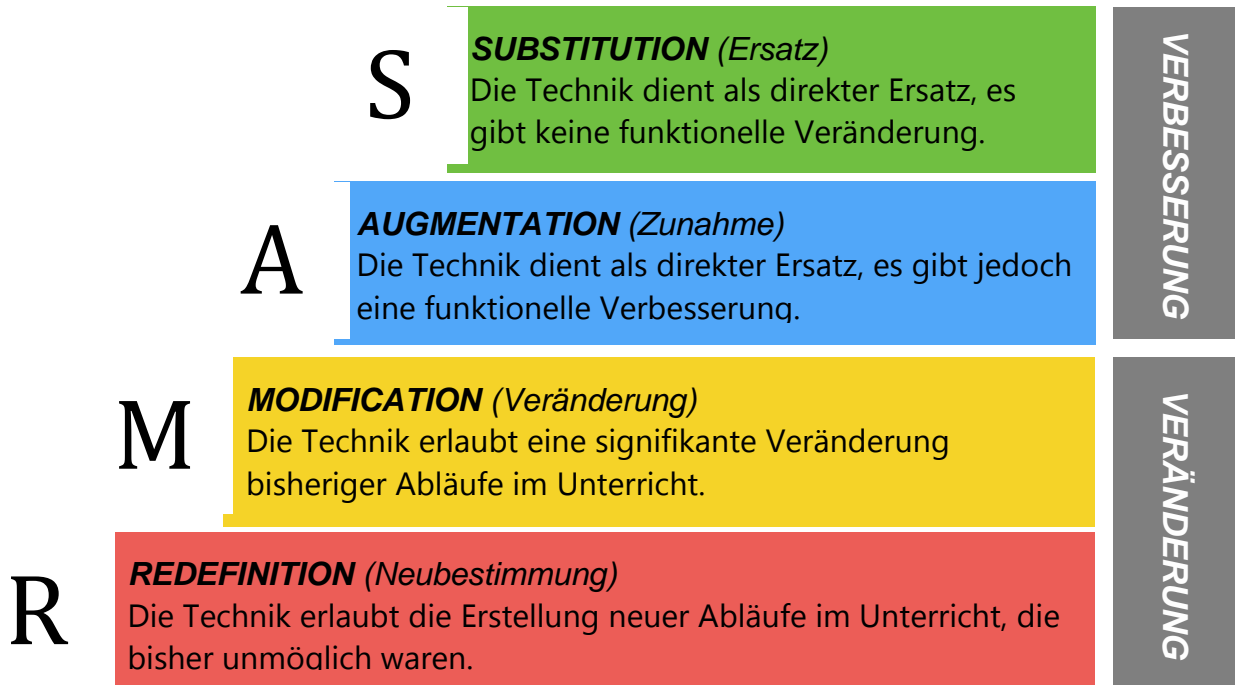 S
SUBSTITUTION (Ersatz)
Die Technik dient als direkter Ersatz, es
gibt keine funktionelle Veränderung.
A
AUGMENTATION (Zunahme)
Die Technik dient als direkter Ersatz, es gibt jedoch
eine funktionelle Verbesserung.
VERBESSERUNG
M
MODIFICATION (Veränderung)
Die Technik erlaubt eine signifikante Veränderung
bisheriger Abläufe im Unterricht.
R
REDEFINITION (Neubestimmung)
Die Technik erlaubt die Erstellung neuer Abläufe im Unterricht, die
bisher unmöglich waren.
VERÄNDERUNG